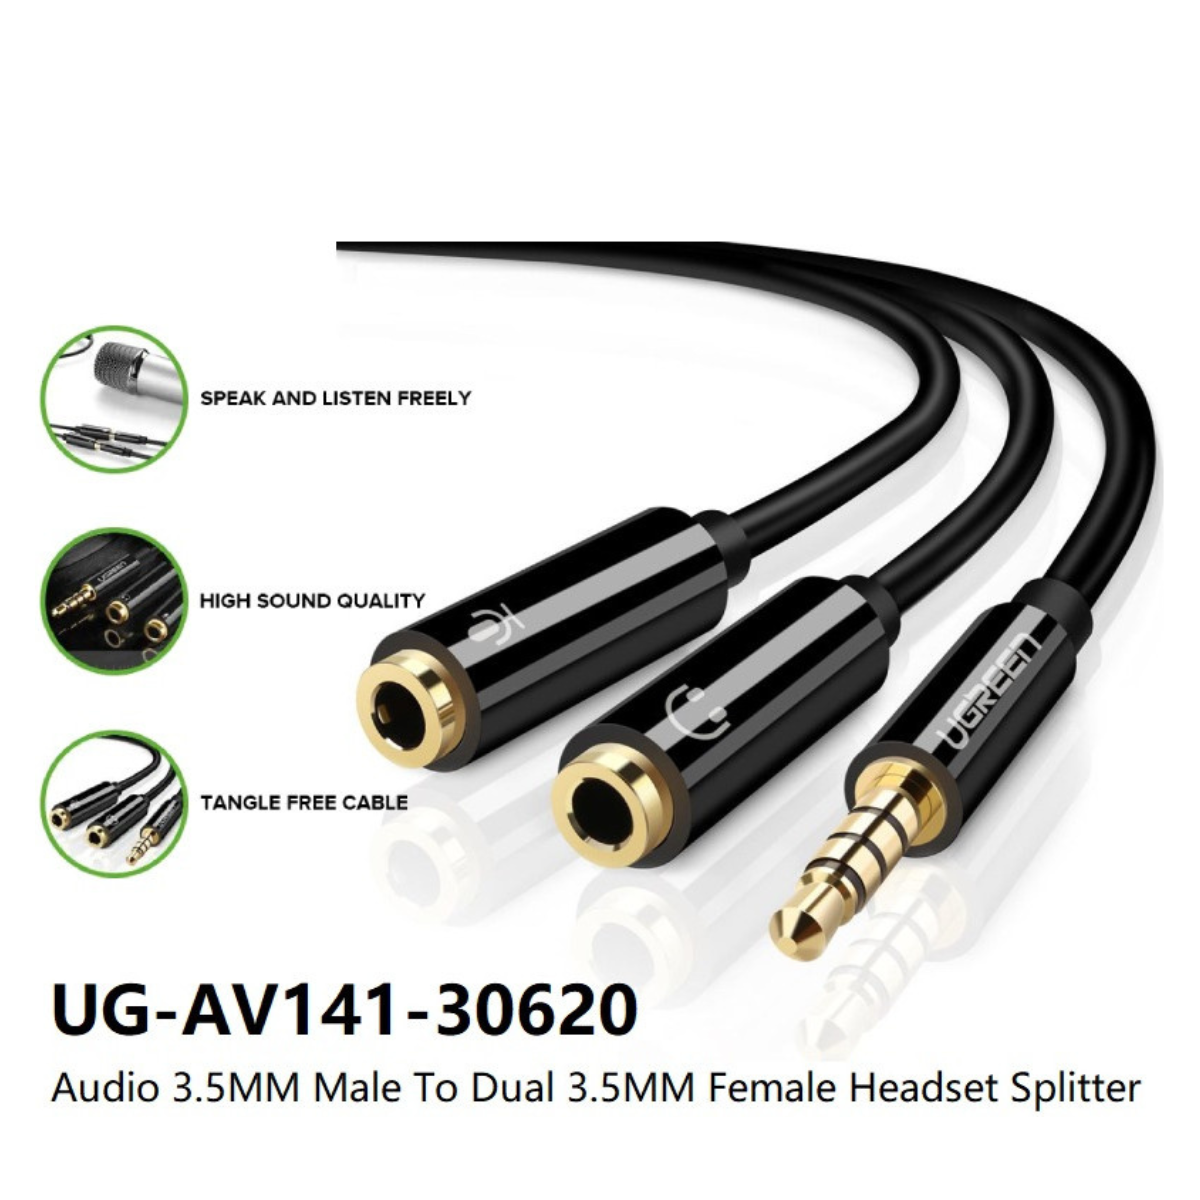 SPEAK AND LISTEN FREELY
HIGH SOUND QUALITY
UGREEN
TANGLE FREE CABLE
UG-AV141-30620
Audio 3.5MM Male To Dual 3.5MM Female Headset Splitter